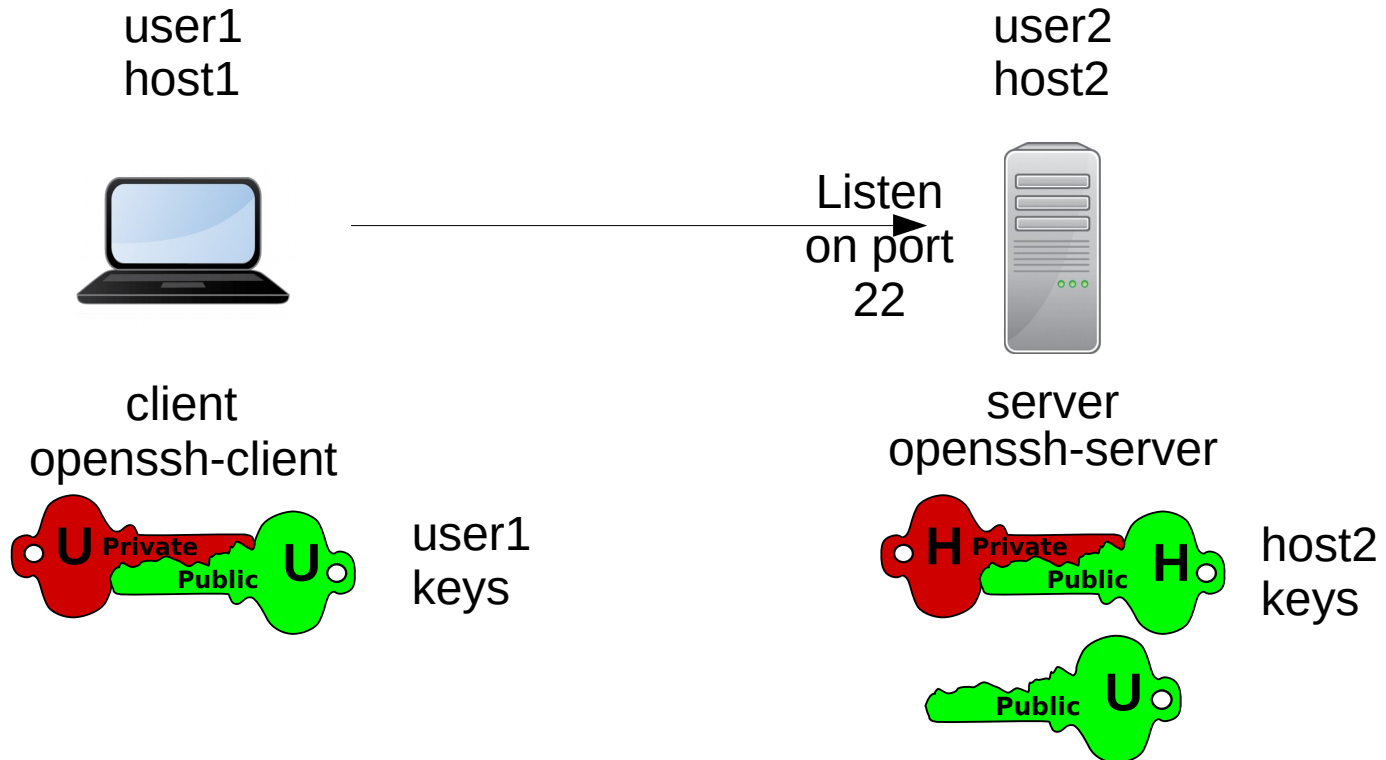 user1
host1
user2
host2
Listen
on port
22
client
openssh-client
server
openssh-server
U Private
Public U
user1
keys
H Private
Public H
host2
keys
Public U